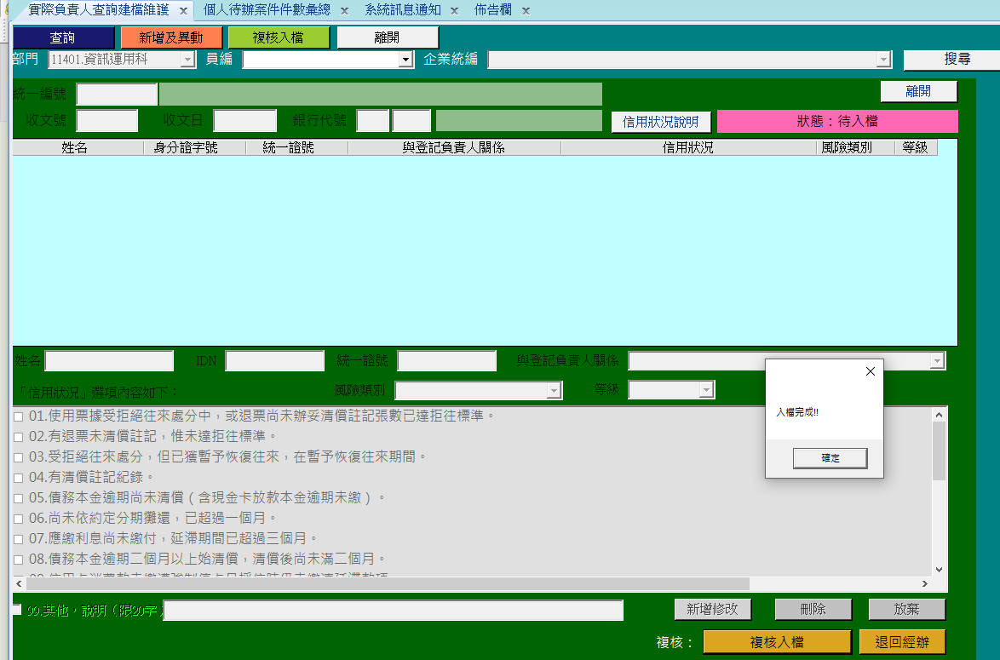 實際負責人查詢建檔維護 x 個人待辦案件件數彙總 x 系統訊息通知 x 佈告欄 x
查詢 新增及異動 複核入檔 離開
部門 11401.資訊運用科 員編 企業統編 搜尋
統一編號 離開
收文號 收文日 銀行代號 信用狀況說明 狀態：待入檔
姓名 身分證字號 統一證號 與登記負責人關係 信用狀況 風險類別 等級
姓名 IDN 統一證號 與登記負責人關係
「信用狀況」選項內容如下： 風險類別 等級
入檔完成!!
確定
01.使用票據受拒絕往來處分中，或退票尚未辦妥清償註記張數已達拒往標準。
02.有退票未清償註記，惟未達拒往標準。
03.受拒絕往來處分，但已獲暫予恢復往來，在暫予恢復往來期間。
04.有清償註記紀錄。
05.債務本金逾期尚未清償（含現金卡放款本金逾期未繳）。
06.尚未依約定分期攤還，已超過一個月。
07.應繳利息尚未繳付，延滯期間已超過三個月。
08.債務本金逾期二個月以上始清償，清償後尚未滿二個月。
99.其他，說明（限20字）
新增修改 刪除 放棄
複核： 複核入檔 退回經辦